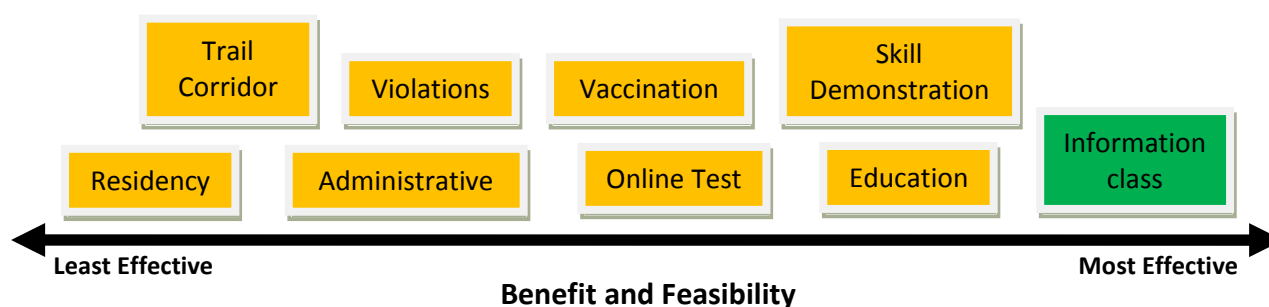 Trail
Corridor
Violations
Vaccination
Skill
Demonstration
Residency
Administrative
Online Test
Education
Information
class
Least Effective
Most Effective
Benefit and Feasibility